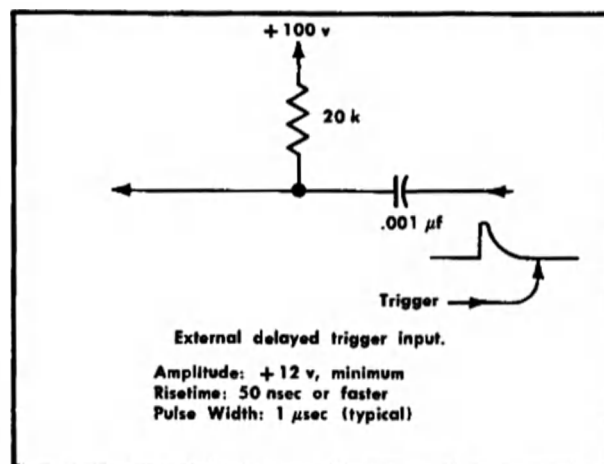 +100 v
20 k
.001 μf
Trigger
External delayed trigger input.
Amplitude: +12 v, minimum
Risetime: 50 nsec or faster
Pulse Width: 1 μsec (typical)